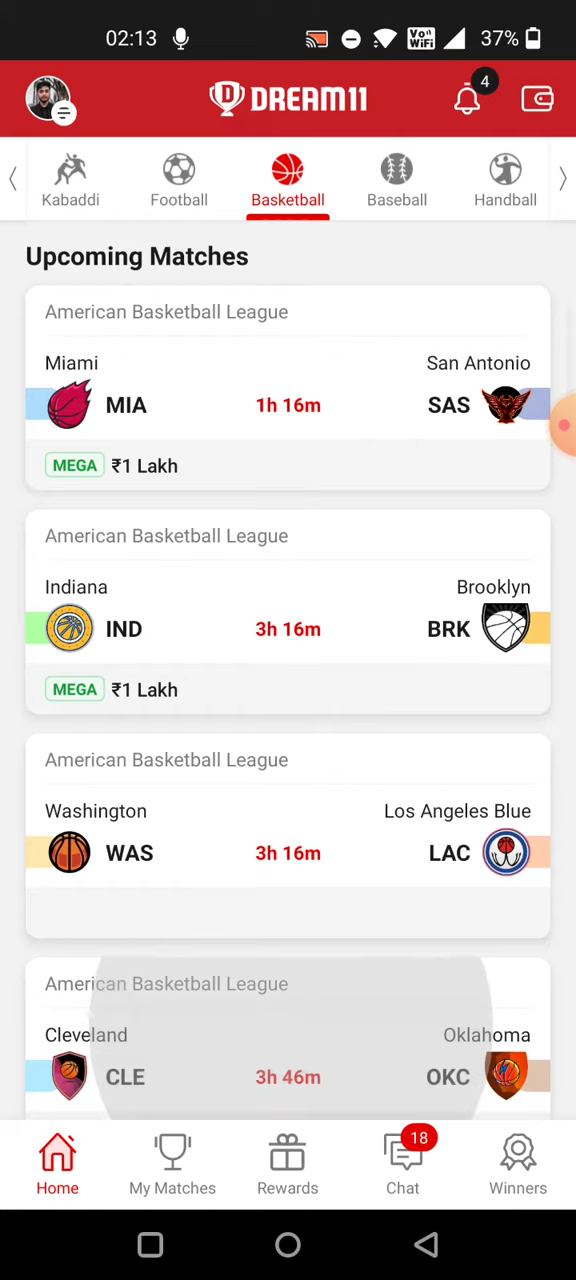 02:13
Vo WiFi
37%
DREAM11
4
Kabaddi
Football
Basketball
Baseball
Handball
Upcoming Matches
American Basketball League
Miami
San Antonio
MIA
1h 16m
SAS
MEGA ₹1 Lakh
American Basketball League
Indiana
Brooklyn
IND
3h 16m
BRK
MEGA ₹1 Lakh
American Basketball League
Washington
Los Angeles Blue
WAS
3h 16m
LAC
American Basketball League
Cleveland
Oklahoma
CLE
3h 46m
OKC
18
Home
My Matches
Rewards
Chat
Winners